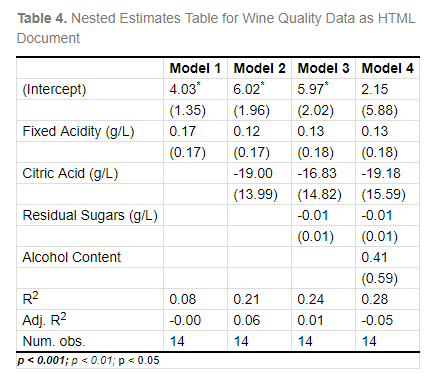 Table 4. Nested Estimates Table for Wine Quality Data as HTML
Document
Model 1 Model 2 Model 3 Model 4
(Intercept) 4.03* 6.02* 5.97* 2.15
(1.35) (1.96) (2.02) (5.88)
Fixed Acidity (g/L) 0.17 0.12 0.13 0.13
(0.17) (0.17) (0.18) (0.18)
Citric Acid (g/L) -19.00 -16.83 -19.18
(13.99) (14.82) (15.59)
Residual Sugars (g/L) -0.01 -0.01
(0.01) (0.01)
Alcohol Content 0.41
(0.59)
R2 0.08 0.21 0.24 0.28
Adj. R2 -0.00 0.06 0.01 -0.05
Num. obs. 14 14 14 14
p < 0.001; p < 0.01; p < 0.05